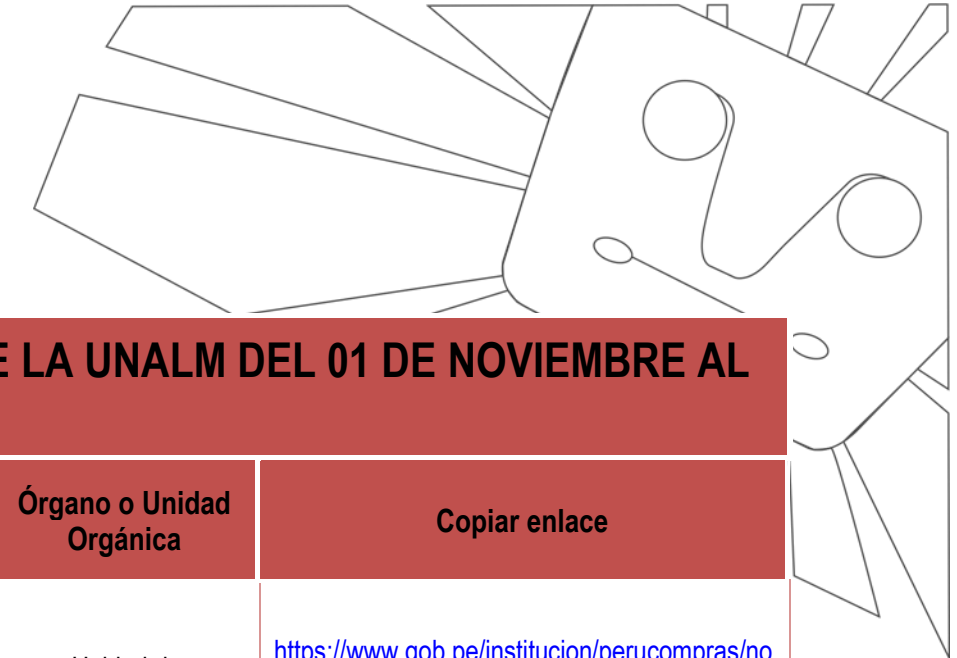 E LA UNALM DEL 01 DE NOVIEMBRE AL
Órgano o Unidad
Orgánica
Copiar enlace
https://www.gob.pe/institucion/perucompras/no